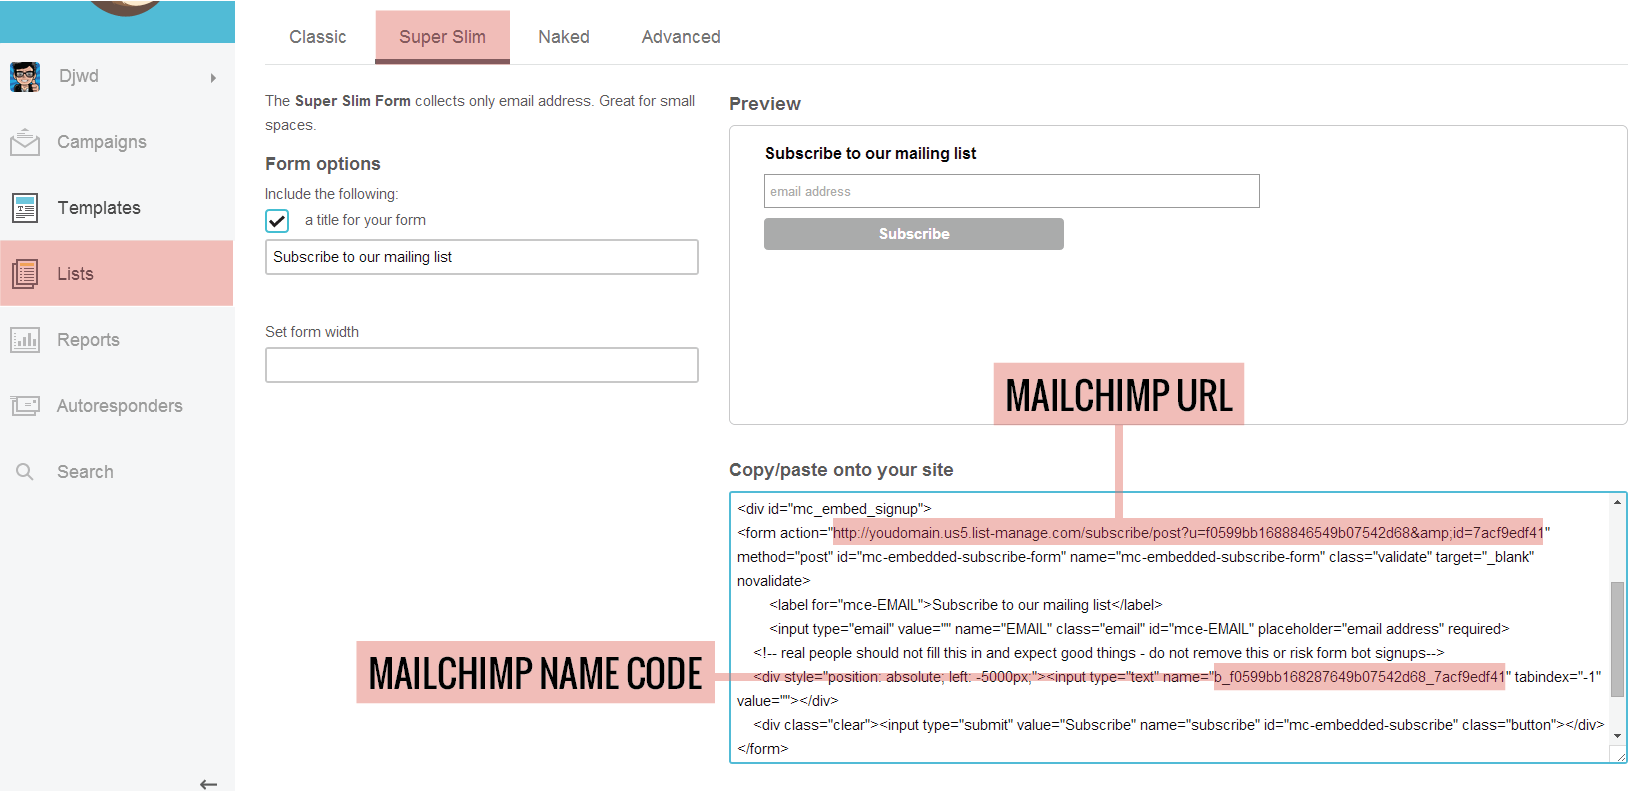 Djwd
Campaigns
Templates
Lists
Reports
Autoresponders
Search
Classic
Super Slim
Naked
Advanced
The Super Slim Form collects only email address. Great for small
spaces.
Form options
Include the following:
a title for your form
Subscribe to our mailing list
Set form width
Preview
Subscribe to our mailing list
email address
Subscribe
MAILCHIMP URL
Copy/paste onto your site
<div id="mc_embed_signup">
<form action="http://youdomain.us5.list-manage.com/subscribe/post?u=f0599bb1688846549b07542d68&amp;id=7acf9edf41"
method="post" id="mc-embedded-subscribe-form" name="mc-embedded-subscribe-form" class="validate" target="_blank"
novalidate>
<label for="mce-EMAIL">Subscribe to our mailing list</label>
<input type="email" value="" name="EMAIL" class="email" id="mce-EMAIL" placeholder="email address" required>
<!-- real people should not fill this in and expect good things - do not remove this or risk form bot signups-->
<div style="position: absolute; left: -5000px;"><input type="text" name="b_f0599bb168287649b07542d68_7acf9edf41" tabindex="-1"
value=""></div>
<div class="clear"><input type="submit" value="Subscribe" name="subscribe" id="mc-embedded-subscribe" class="button"></div>
</form>
MAILCHIMP NAME CODE